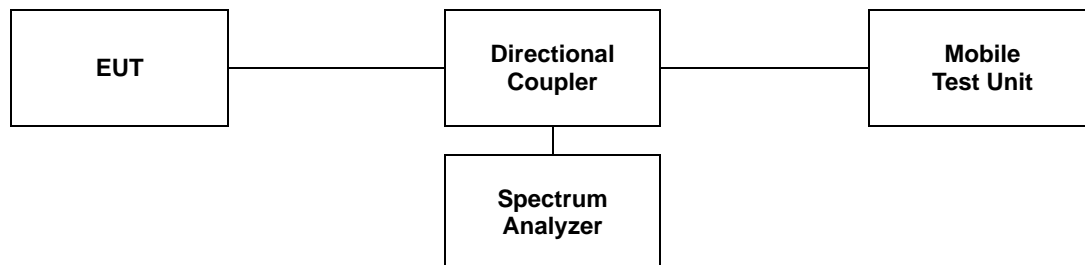 EUT
Directional
Coupler
Mobile
Test Unit
Spectrum
Analyzer